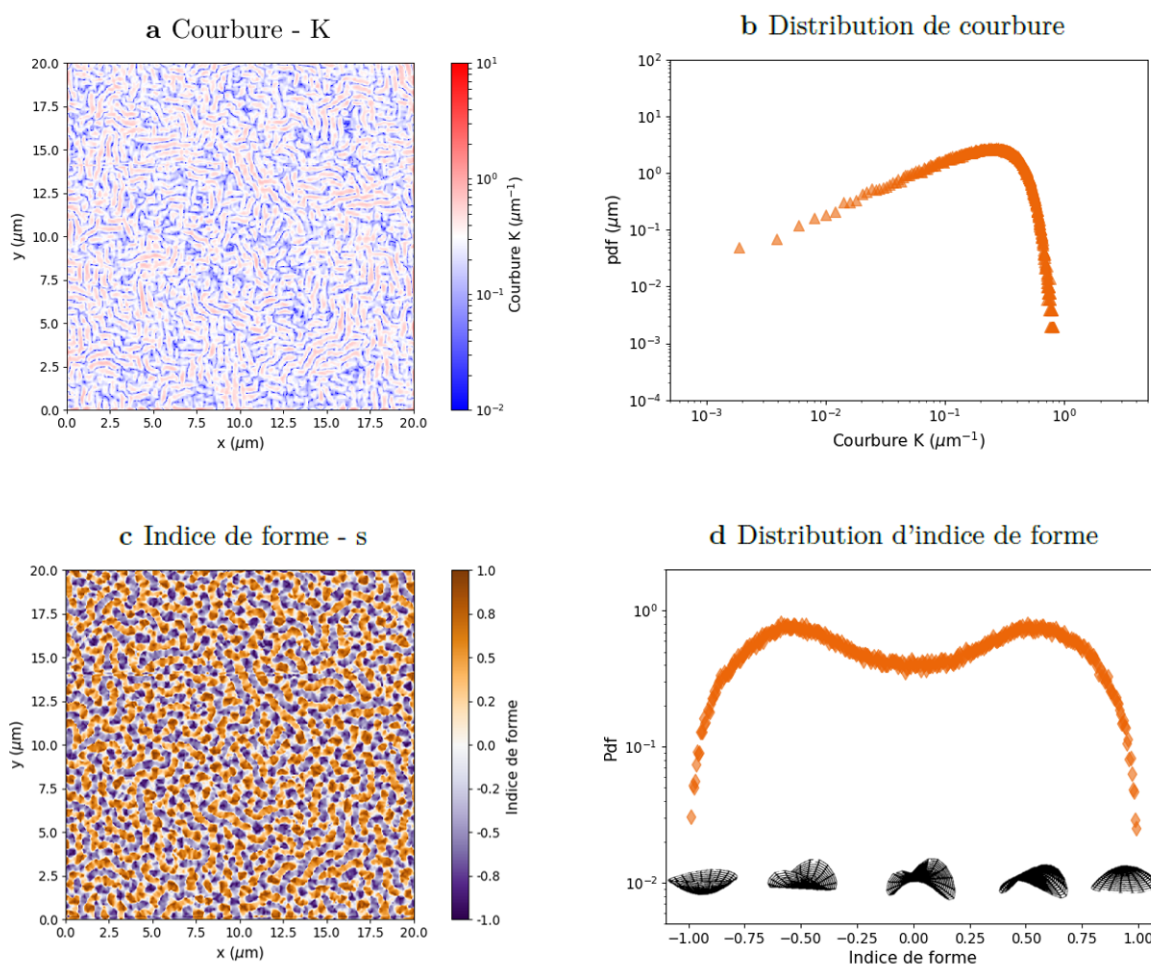 a Courbure - K
20.0
17.5
15.0
12.5
10.0
7.5
5.0
2.5
0.0
y (μm)
0.0 2.5 5.0 7.5 10.0 12.5 15.0 17.5 20.0
x (μm)
10¹
10⁰
10⁻¹
10⁻²
Courbure K (μm⁻¹)
b Distribution de courbure
10²
10¹
10⁰
10⁻¹
10⁻²
10⁻³
10⁻⁴
pdf (μm)
10⁻³ 10⁻² 10⁻¹ 10⁰
Courbure K (μm⁻¹)
c Indice de forme - s
20.0
17.5
15.0
12.5
10.0
7.5
5.0
2.5
0.0
y (μm)
0.0 2.5 5.0 7.5 10.0 12.5 15.0 17.5 20.0
x (μm)
1.0
0.8
0.6
0.5
0.2
0.0
-0.2
-0.5
-0.6
-0.8
-1.0
Indice de forme
d Distribution d'indice de forme
10⁰
10⁻¹
10⁻²
Pdf
−1.00 −0.75 −0.50 −0.25 0.00 0.25 0.50 0.75 1.00
Indice de forme